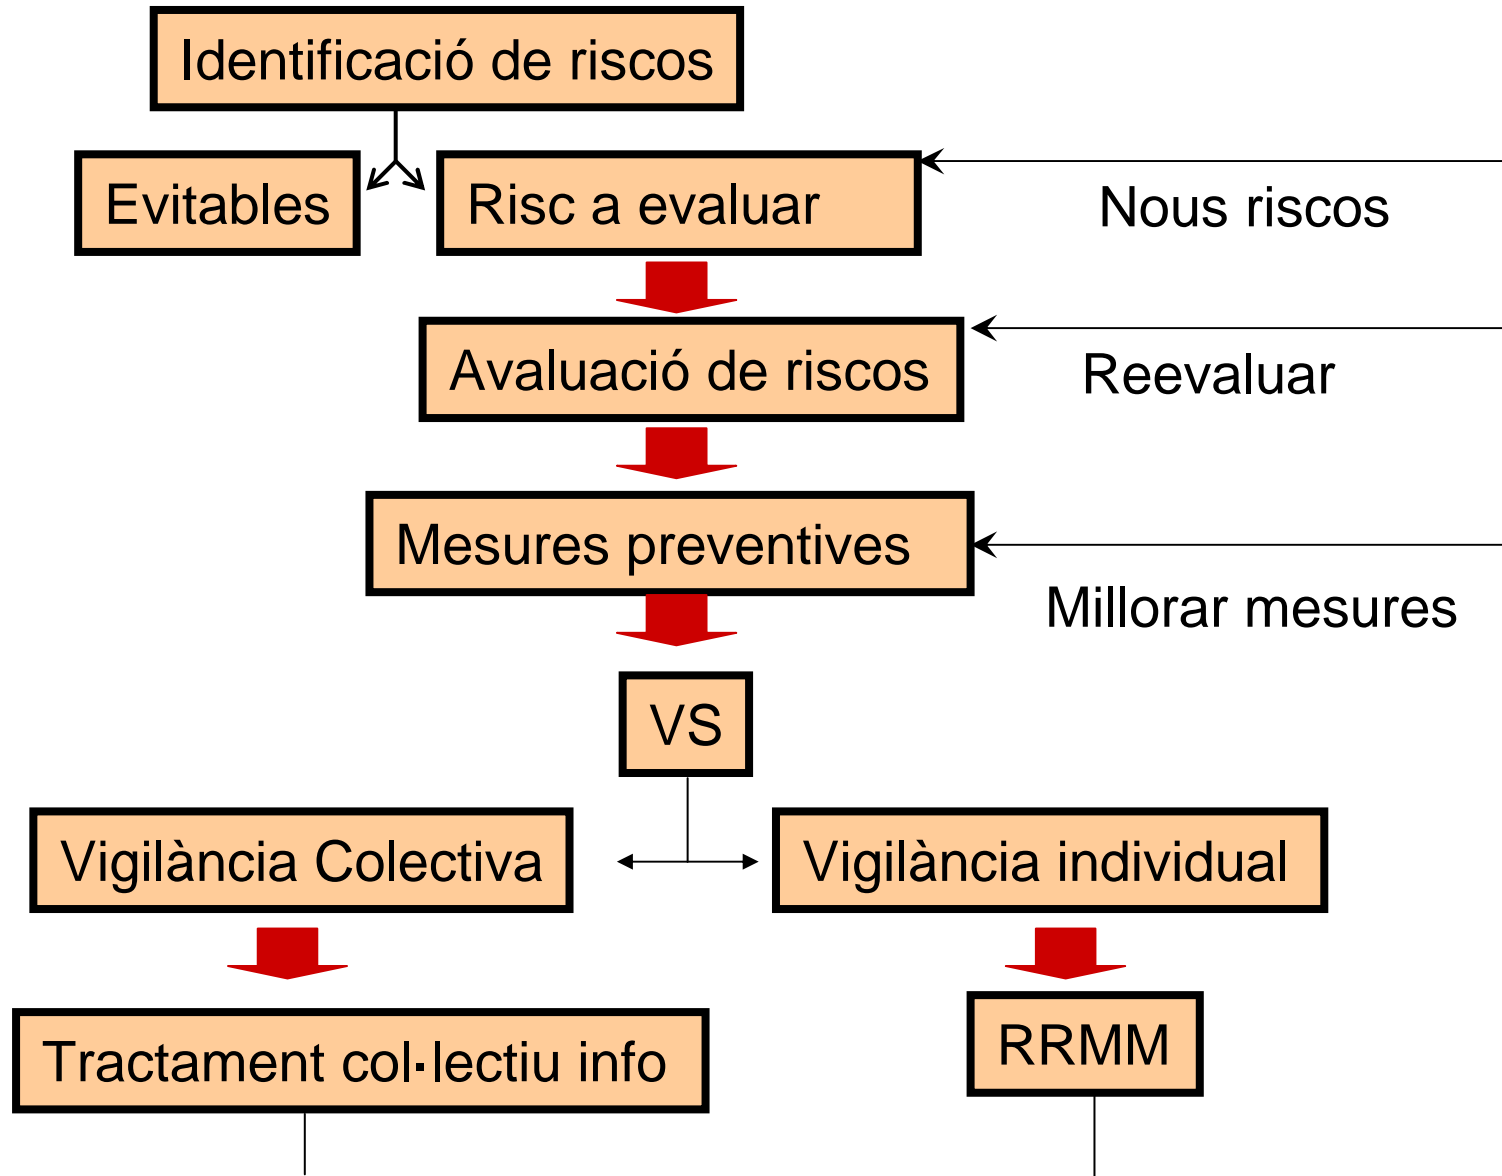 Identificació de riscos
Evitables
Risc a evaluar
Nous riscos
Avaluació de riscos
Reevaluar
Mesures preventives
Millorar mesures
VS
Vigilància Colectiva
Vigilància individual
Tractament col·lectiu info
RRMM